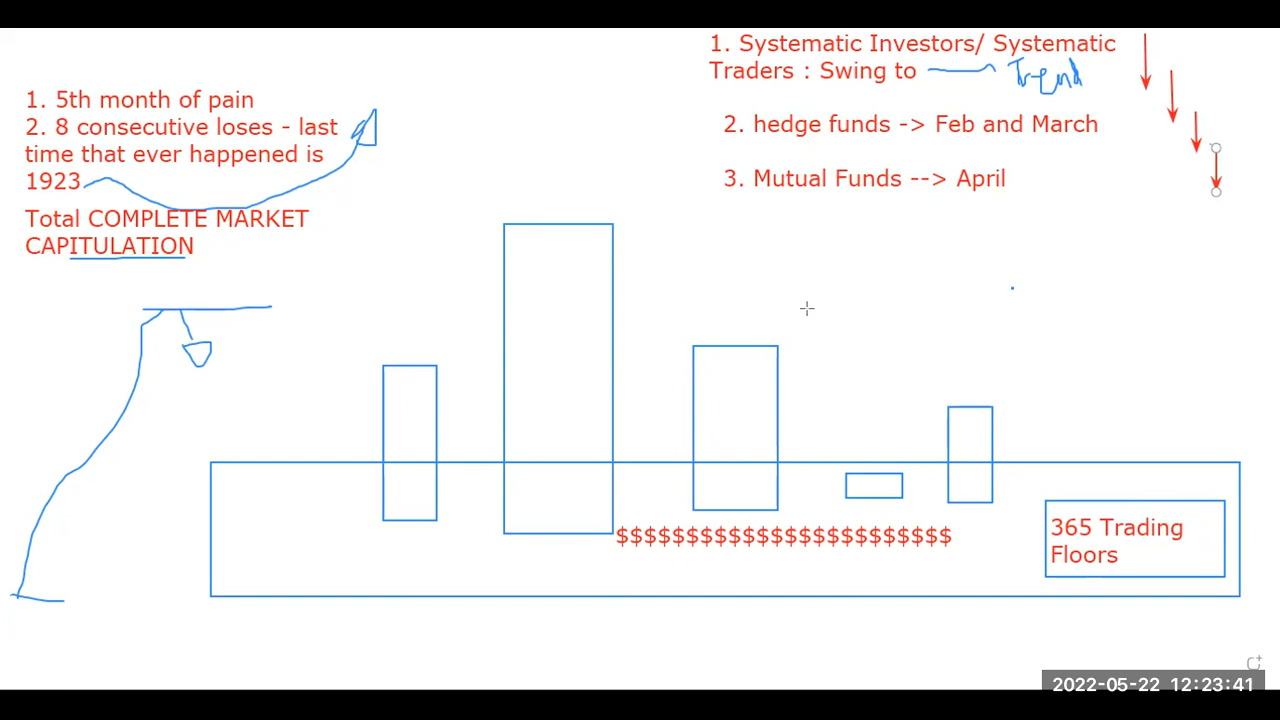 1. 5th month of pain
2. 8 consecutive loses - last
time that ever happened is
1923
Total COMPLETE MARKET
CAPITULATION
1. Systematic Investors/ Systematic
Traders : Swing to Trend
2. hedge funds -> Feb and March
3. Mutual Funds --> April
$$$$$$$$$$$$$$$$$$$$$$$$
365 Trading
Floors
2022-05-22 12:23:41